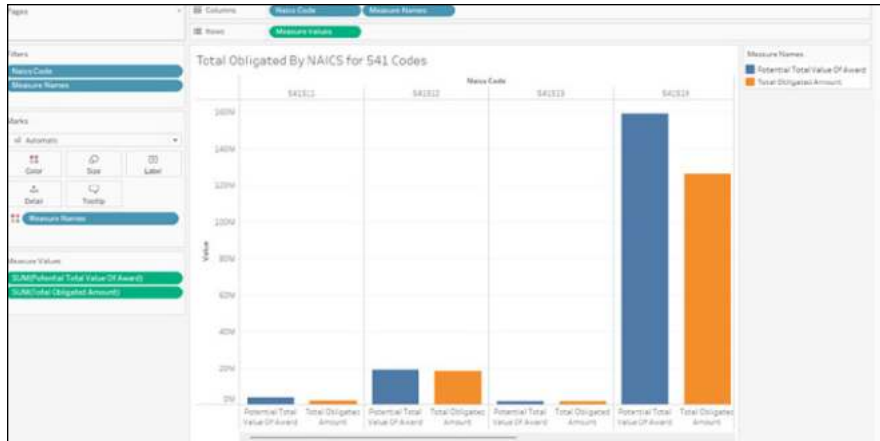 Pages
Columns
Naics Code
Measure Names
Rows
Measure Values
Filters
Naics Code
Measure Names
Marks
Automatic
Color
Size
Label
Detail
Tooltip
Measure Names
Measure Values
SUM(Potential Total Value Of Award)
SUM(Total Obligated Amount)
Total Obligated By NAICS for 541 Codes
Naics Code
541511
541512
541513
541519
160M
140M
120M
100M
80M
60M
40M
20M
0M
Value
Potential Total Value Of Award
Total Obligated Amount
Potential Total Value Of Award
Total Obligated Amount
Potential Total Value Of Award
Total Obligated Amount
Potential Total Value Of Award
Total Obligated Amount
Measure Names
Potential Total Value Of Award
Total Obligated Amount